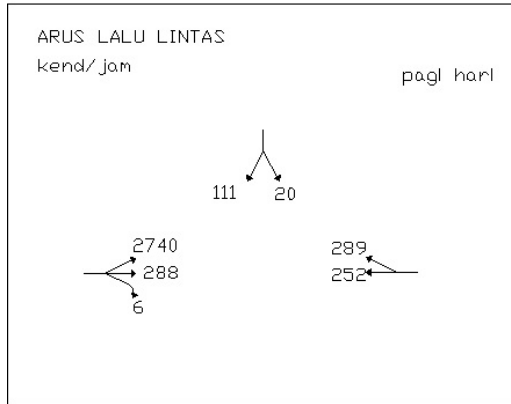 ARUS LALU LINTAS
kend/jam
pagI harI
111 20
2740 289
288 252
6